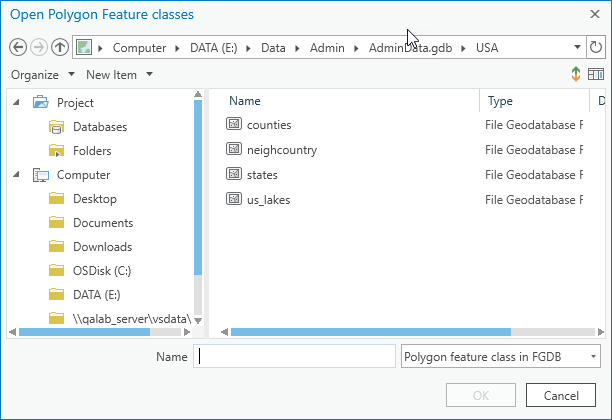 Open Polygon Feature classes
Computer DATA (E:) Data Admin AdminData.gdb USA
Organize New Item
Project
Databases
Folders
Computer
Desktop
Documents
Downloads
OSDisk (C:)
DATA (E:)
\\qalab_server\vsdata\
Name Type D
counties File Geodatabase F
neighcountry File Geodatabase F
states File Geodatabase F
us_lakes File Geodatabase F
Name Polygon feature class in FGDB
OK Cancel